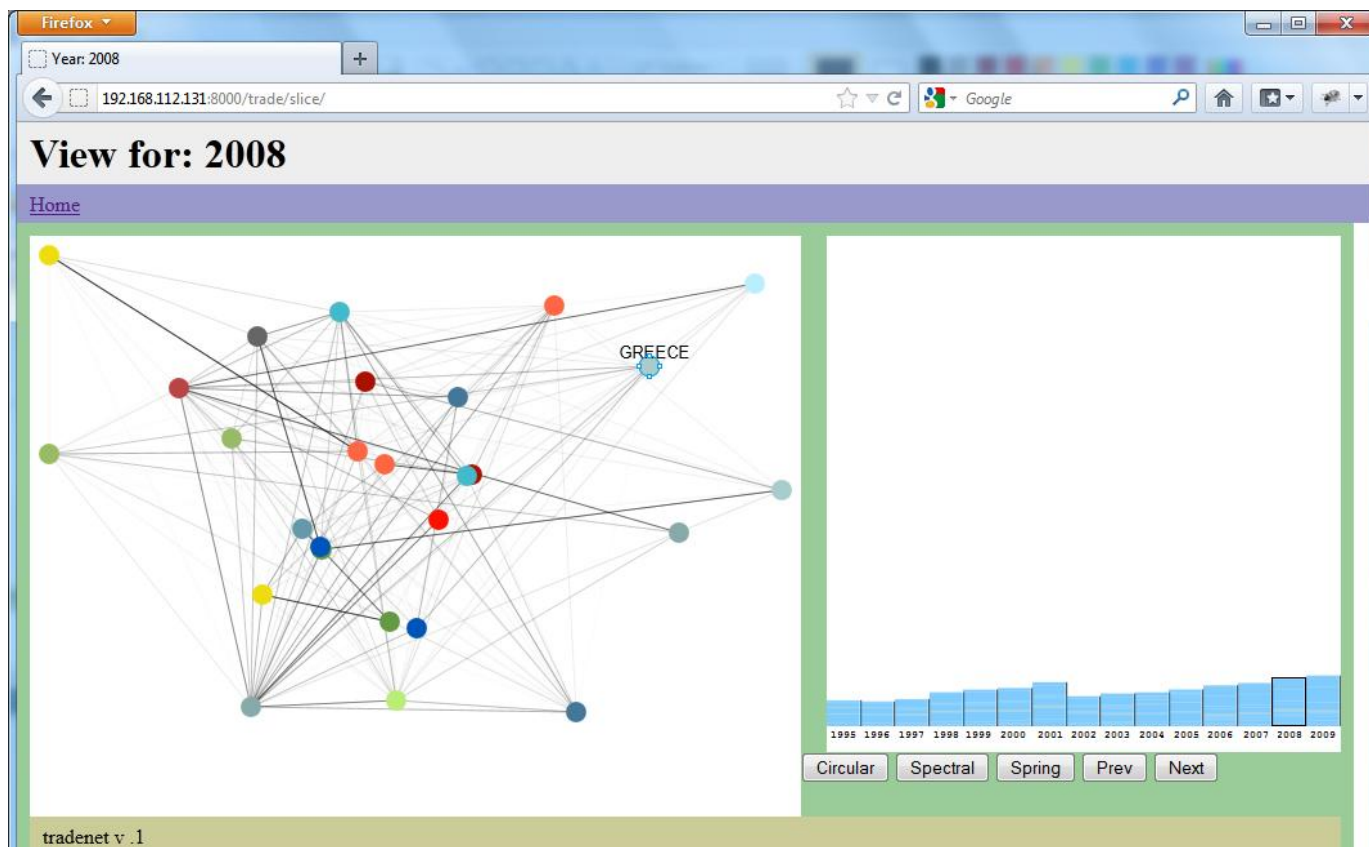 Firefox
Year: 2008
192.168.112.131:8000/trade/slice/
Google
View for: 2008
Home
GREECE
1995 1996 1997 1998 1999 2000 2001 2002 2003 2004 2005 2006 2007 2008 2009
Circular Spectral Spring Prev Next
tradenet v .1